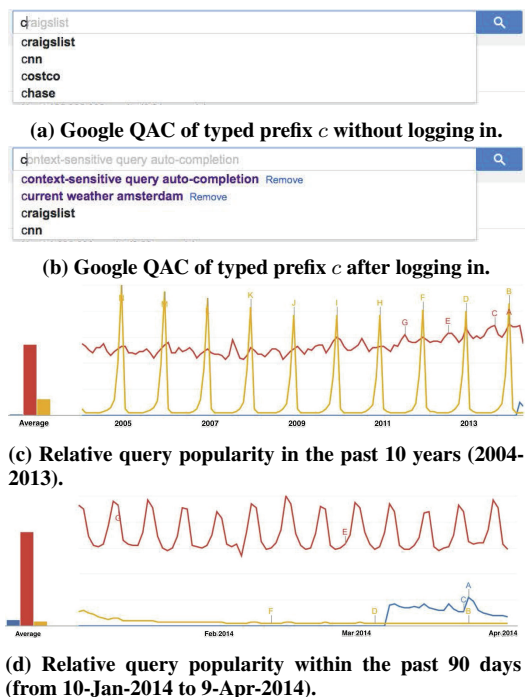 craigslist
craigslist
cnn
costco
chase
(a) Google QAC of typed prefix c without logging in.
context-sensitive query auto-completion
context-sensitive query auto-completion Remove
current weather amsterdam Remove
craigslist
cnn
(b) Google QAC of typed prefix c after logging in.
K J I H G F E D C B A
Average 2005 2007 2009 2011 2013
(c) Relative query popularity in the past 10 years (2004-
2013).
G E F D A C B
Average Feb-2014 Mar-2014 Apr-2014
(d) Relative query popularity within the past 90 days
(from 10-Jan-2014 to 9-Apr-2014).